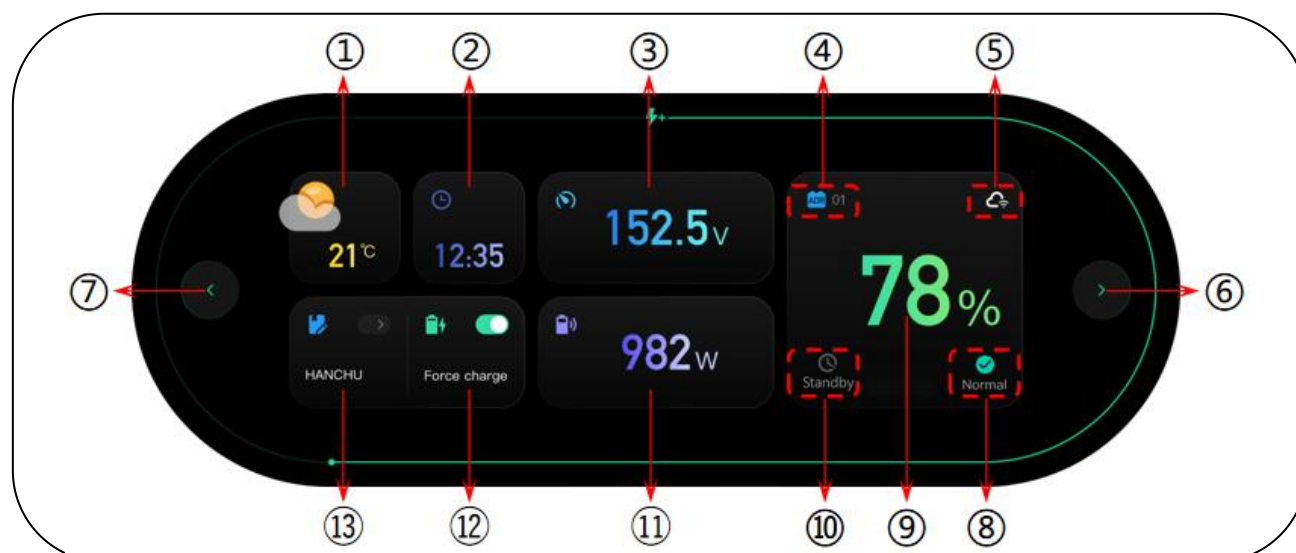 ① ② ③ ④ ⑤
ADR 01
152.5V
21℃
12:35
78%
⑦ ⑥
982W
HANCHU Force charge
Standby Normal
⑬ ⑫ ⑪ ⑩ ⑨ ⑧